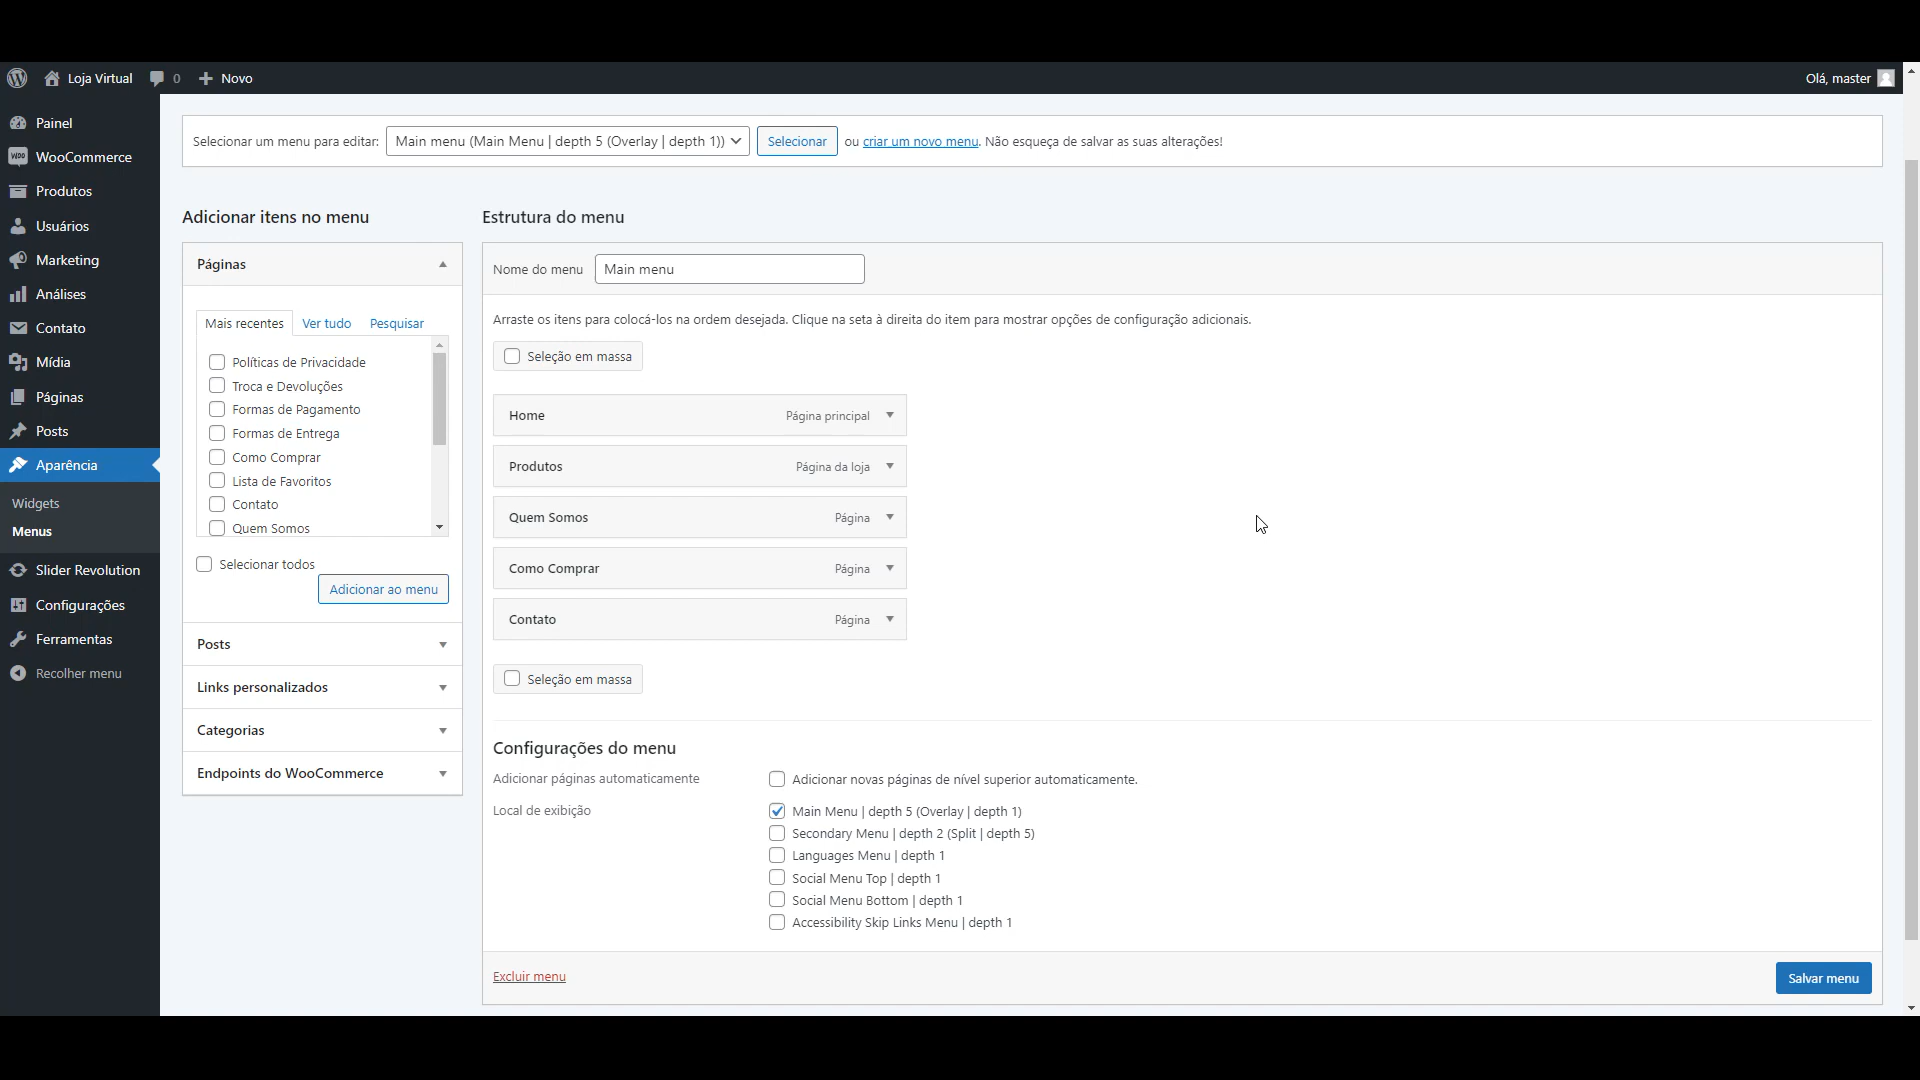 Loja Virtual 0 Novo Olá, master
Painel
WooCommerce
Produtos
Usuários
Marketing
Análises
Contato
Mídia
Páginas
Posts
Aparência
Widgets
Menus
Slider Revolution
Configurações
Ferramentas
Recolher menu
Selecionar um menu para editar: Main menu (Main Menu | depth 5 (Overlay | depth 1)) Selecionar ou criar um novo menu. Não esqueça de salvar as suas alterações!
Adicionar itens no menu
Páginas
Mais recentes Ver tudo Pesquisar
Políticas de Privacidade
Troca e Devoluções
Formas de Pagamento
Formas de Entrega
Como Comprar
Lista de Favoritos
Contato
Quem Somos
Selecionar todos
Adicionar ao menu
Posts
Links personalizados
Categorias
Endpoints do WooCommerce
Estrutura do menu
Nome do menu Main menu
Arraste os itens para colocá-los na ordem desejada. Clique na seta à direita do item para mostrar opções de configuração adicionais.
Seleção em massa
Home Página principal
Produtos Página da loja
Quem Somos Página
Como Comprar Página
Contato Página
Seleção em massa
Configurações do menu
Adicionar páginas automaticamente Adicionar novas páginas de nível superior automaticamente.
Local de exibição Main Menu | depth 5 (Overlay | depth 1)
Secondary Menu | depth 2 (Split | depth 5)
Languages Menu | depth 1
Social Menu Top | depth 1
Social Menu Bottom | depth 1
Accessibility Skip Links Menu | depth 1
Excluir menu Salvar menu